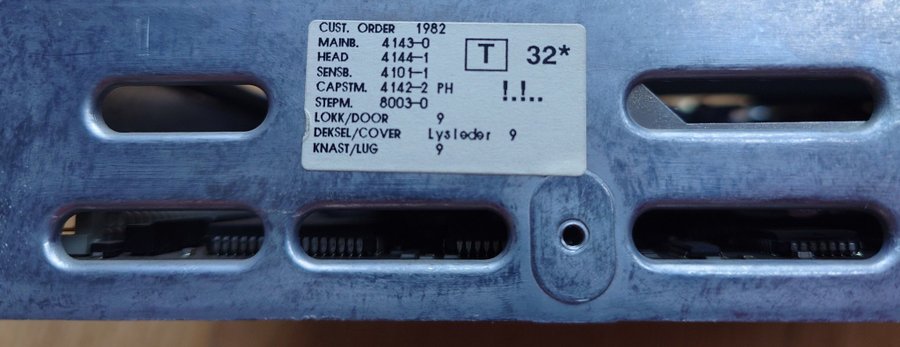 CUST. ORDER 1982
MAINB. 4143-0
HEAD 4144-1
SENSB. 4101-1
CAPSTM. 4142-2 PH
STEPM. 8003-0
LOKK/DOOR 9
DEKSEL/COVER Lysleder 9
KNAST/LUG 9
T 32*
!.!..